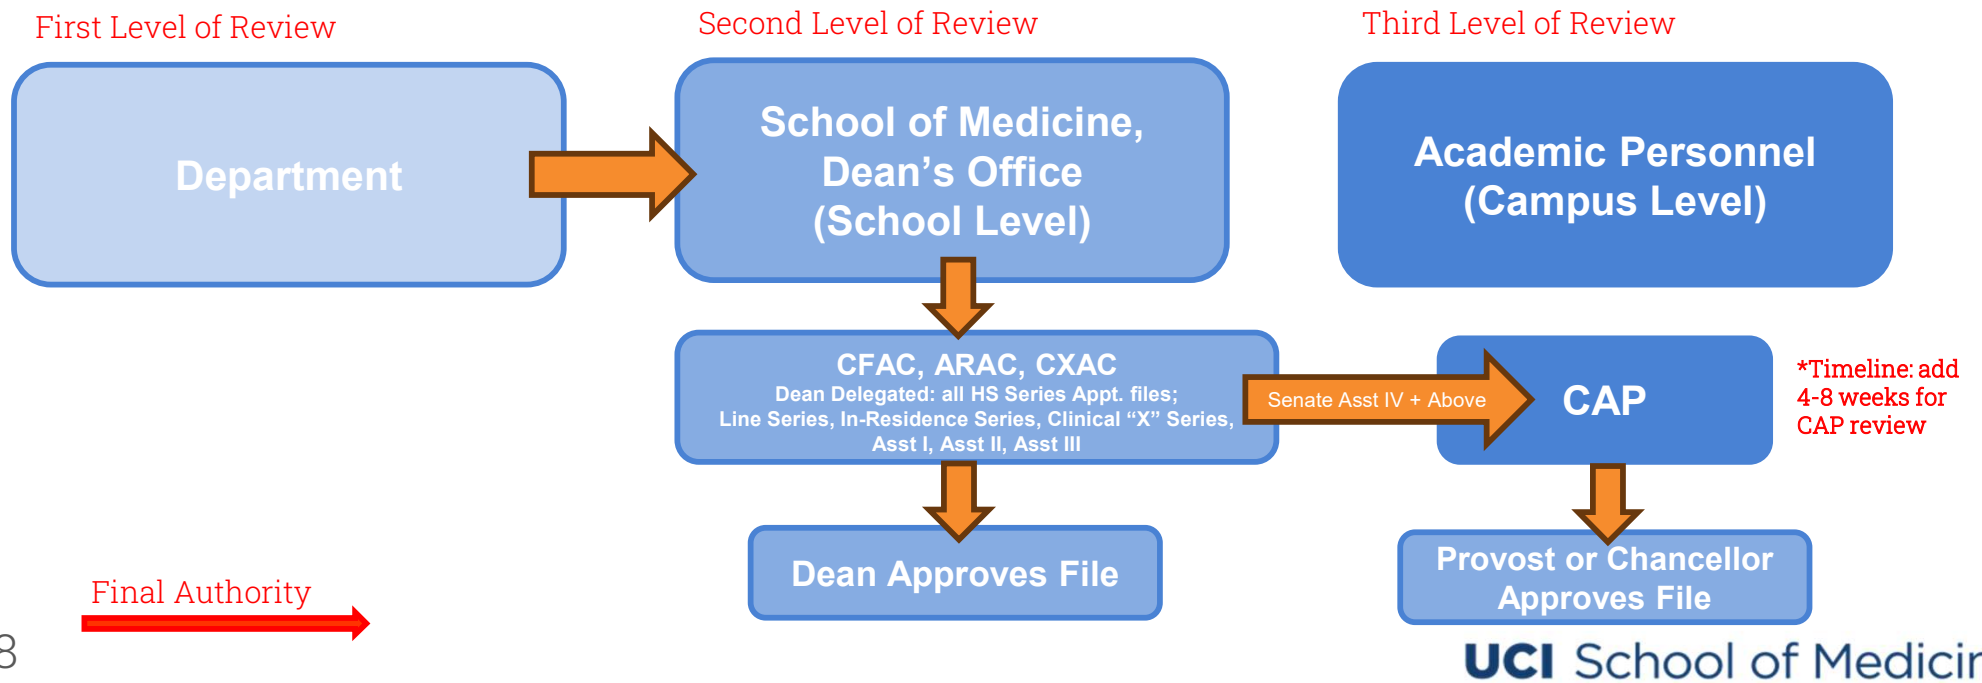 First Level of Review
Second Level of Review
Third Level of Review
Department
School of Medicine,
Dean’s Office
(School Level)
Academic Personnel
(Campus Level)
CFAC, ARAC, CXAC
Dean Delegated: all HS Series Appt. files;
Line Series, In-Residence Series, Clinical “X” Series,
Asst I, Asst II, Asst III
Senate Asst IV + Above
CAP
*Timeline: add
4-8 weeks for
CAP review
Dean Approves File
Provost or Chancellor
Approves File
Final Authority
8
UCI School of Medicin